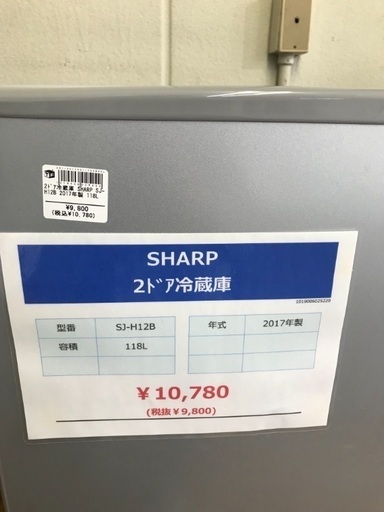 2ﾄﾞｱ冷蔵庫 SHARP SJ-
H12B 2017年製 118L
¥9,800
(税込¥10,780)
SHARP
2ﾄﾞｱ冷蔵庫
型番 SJ-H12B 年式 2017年製
容積 118L
￥10,780
(税抜￥9,800)